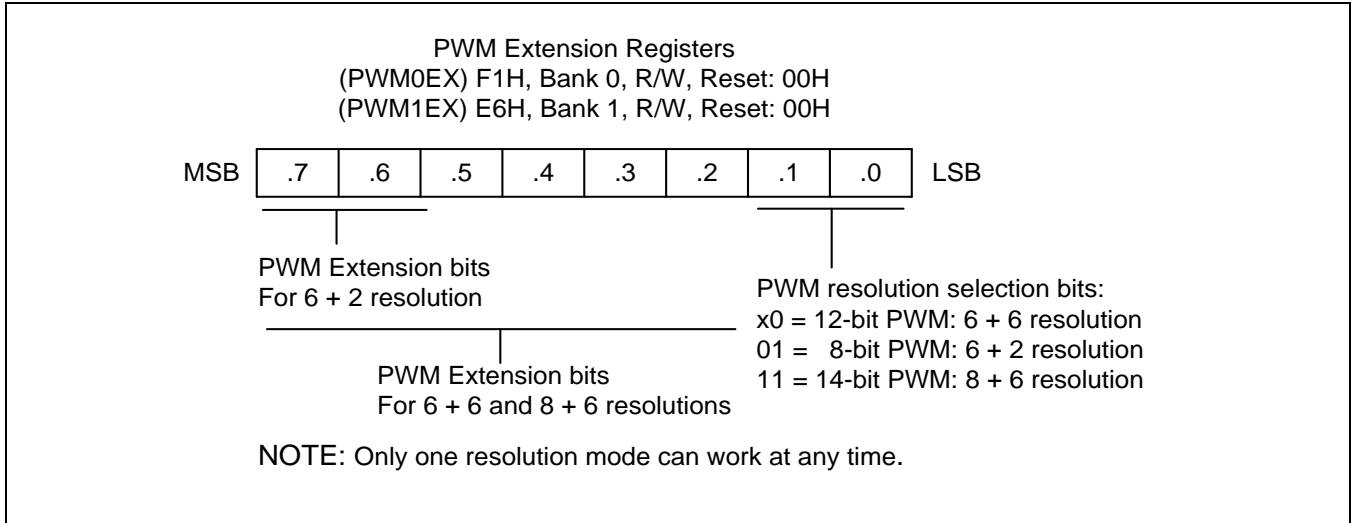 PWM Extension Registers
(PWM0EX) F1H, Bank 0, R/W, Reset: 00H
(PWM1EX) E6H, Bank 1, R/W, Reset: 00H
MSB .7 .6 .5 .4 .3 .2 .1 .0 LSB
PWM Extension bits
For 6 + 2 resolution
PWM resolution selection bits:
x0 = 12-bit PWM: 6 + 6 resolution
01 = 8-bit PWM: 6 + 2 resolution
11 = 14-bit PWM: 8 + 6 resolution
PWM Extension bits
For 6 + 6 and 8 + 6 resolutions
NOTE: Only one resolution mode can work at any time.